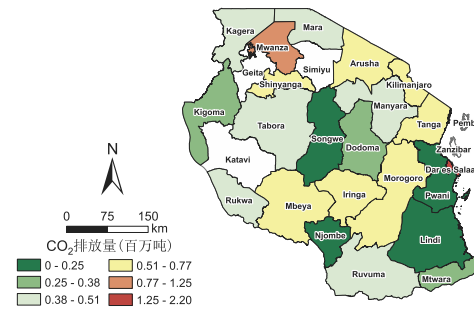 Kagera
Mara
Mwanza
Geita
Simiyu
Arusha
Shinyanga
Kilimanjaro
Kigoma
Manyara
Tabora
Tanga
Pemb
Zanzibar
Songwe
Dodoma
Katavi
Dar es Salaa
Morogoro
Pwani
Rukwa
Mbeya
Iringa
Njombe
Lindi
Ruvuma
Mtwara
N
0 75 150
km
CO2排放量(百万吨)
0 - 0.25 0.51 - 0.77
0.25 - 0.38 0.77 - 1.25
0.38 - 0.51 1.25 - 2.20